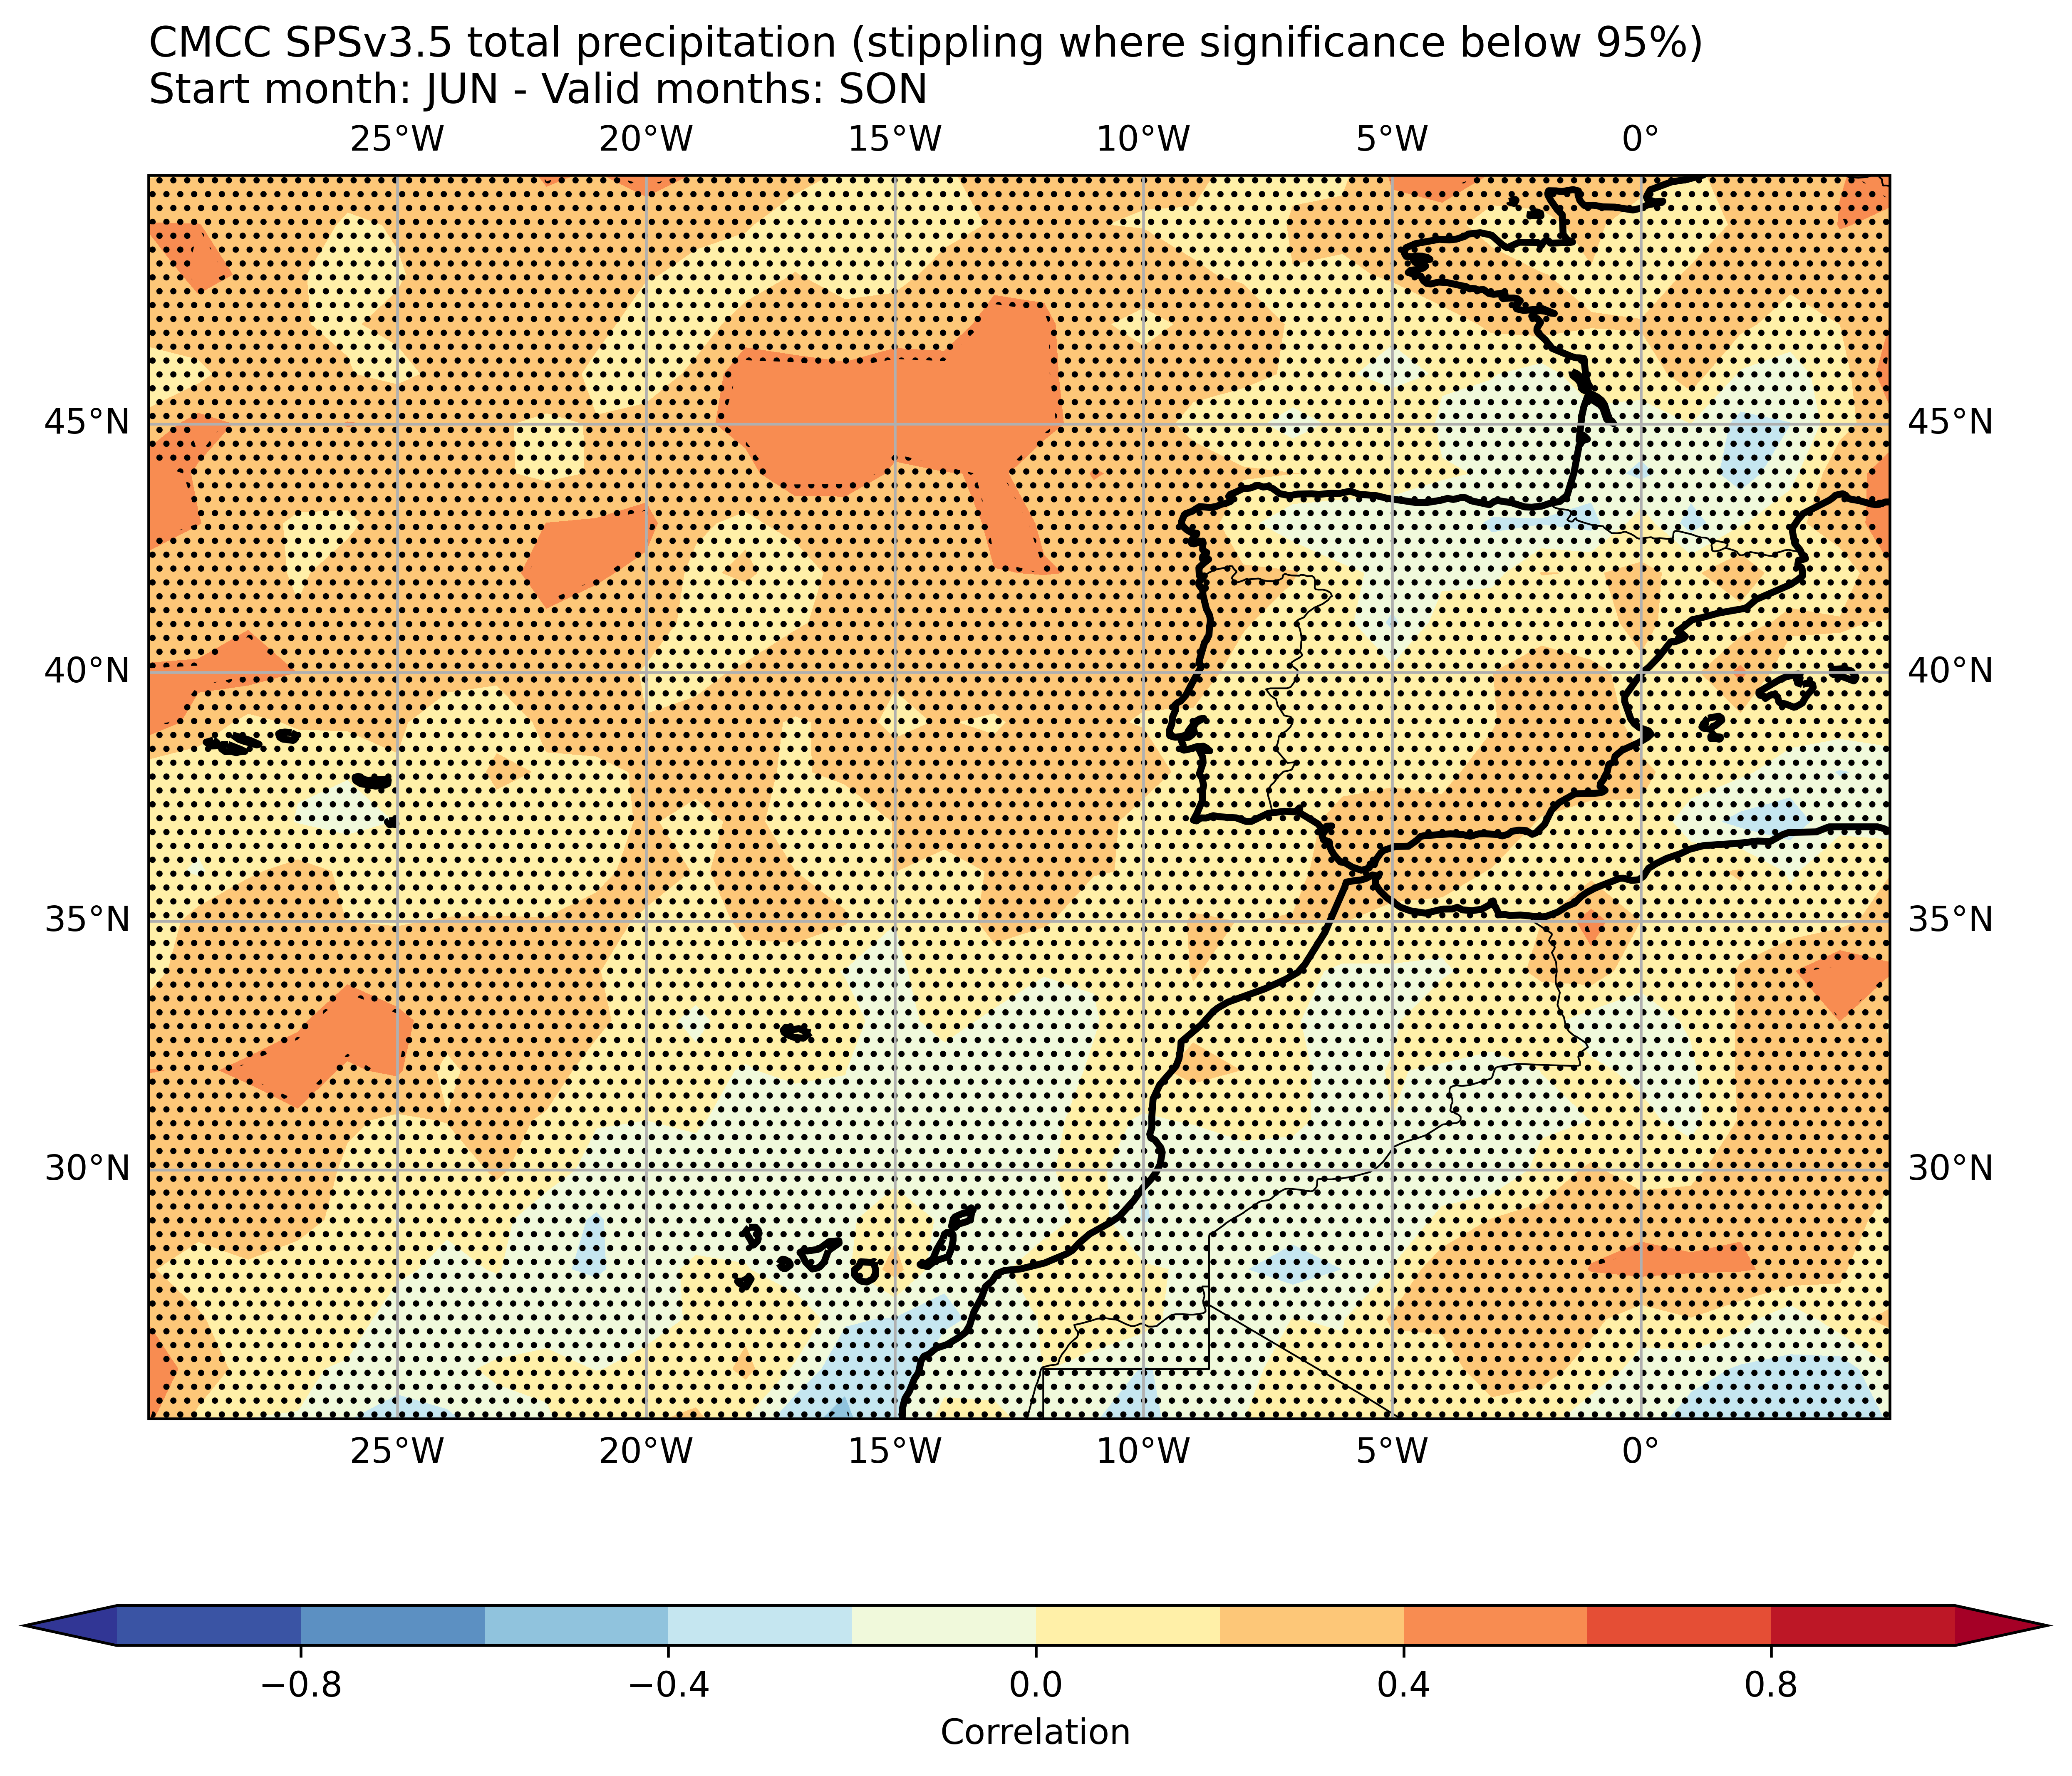 CMCC SPSv3.5 total precipitation (stippling where significance below 95%)
Start month: JUN - Valid months: SON
25°W 20°W 15°W 10°W 5°W 0°
45°N 45°N
40°N 40°N
35°N 35°N
30°N 30°N
25°W 20°W 15°W 10°W 5°W 0°
−0.8 −0.4 0.0 0.4 0.8
Correlation